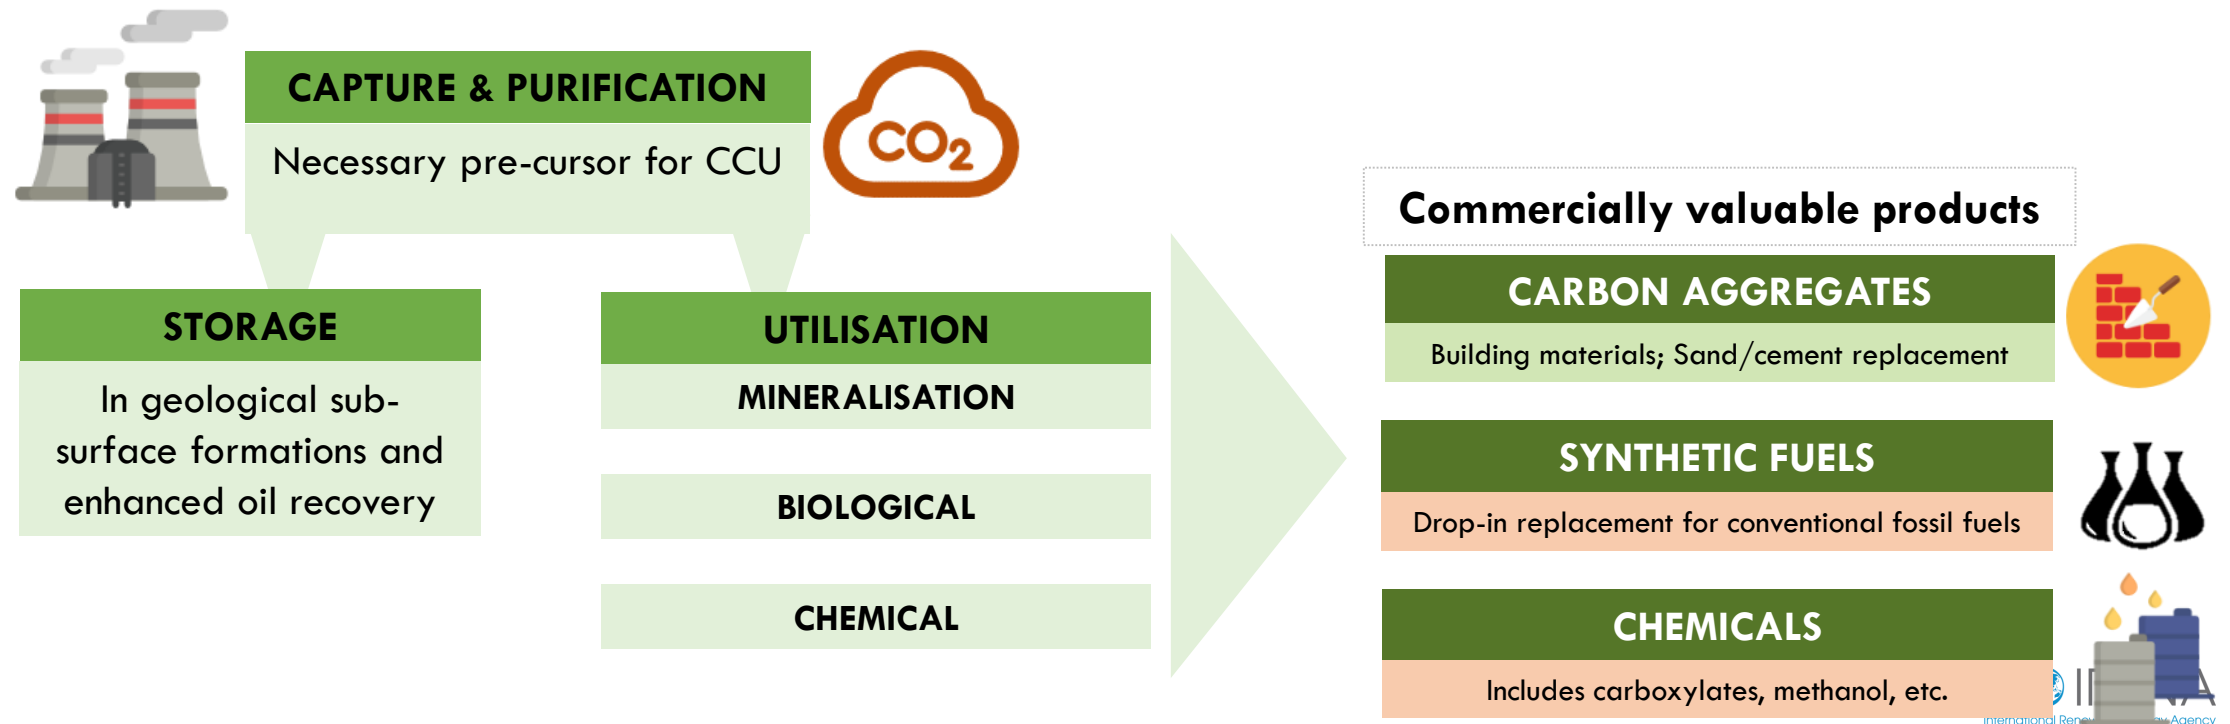 CAPTURE & PURIFICATION
Necessary pre-cursor for CCU
CO2
STORAGE
In geological sub-
surface formations and
enhanced oil recovery
UTILISATION
MINERALISATION
BIOLOGICAL
CHEMICAL
Commercially valuable products
CARBON AGGREGATES
Building materials; Sand/cement replacement
SYNTHETIC FUELS
Drop-in replacement for conventional fossil fuels
CHEMICALS
Includes carboxylates, methanol, etc.
International Agency